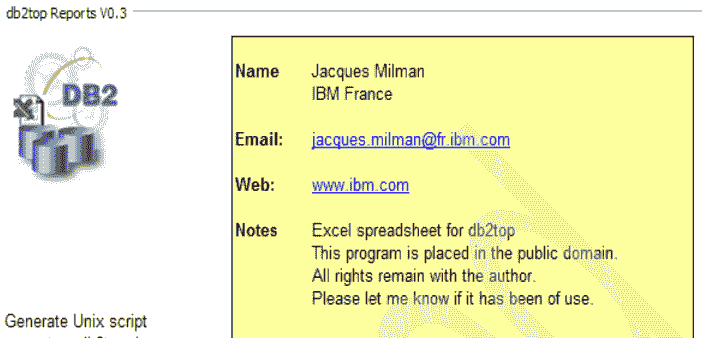 db2top Reports V0.3
DB2
Name Jacques Milman
IBM France
Email: jacques.milman@fr.ibm.com
Web: www.ibm.com
Notes Excel spreadsheet for db2top
This program is placed in the public domain.
All rights remain with the author.
Please let me know if it has been of use.
Generate Unix script